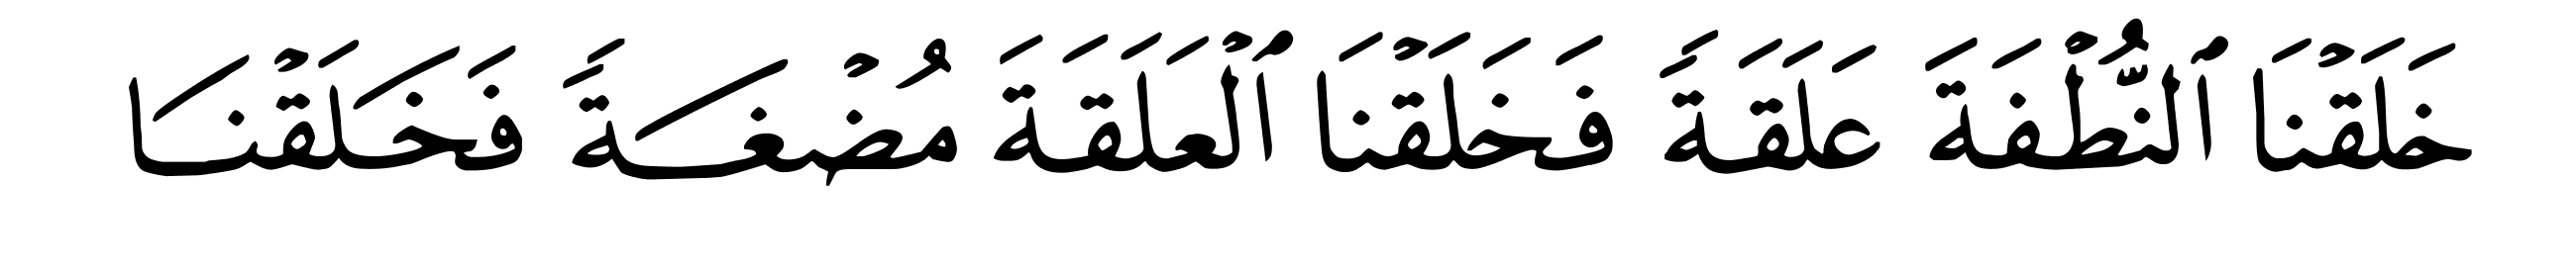 خَلَقْنَا ٱلنُّطْفَةَ عَلَقَةً فَخَلَقْنَا ٱلْعَلَقَةَ مُضْغَةً فَخَلَقْنَا